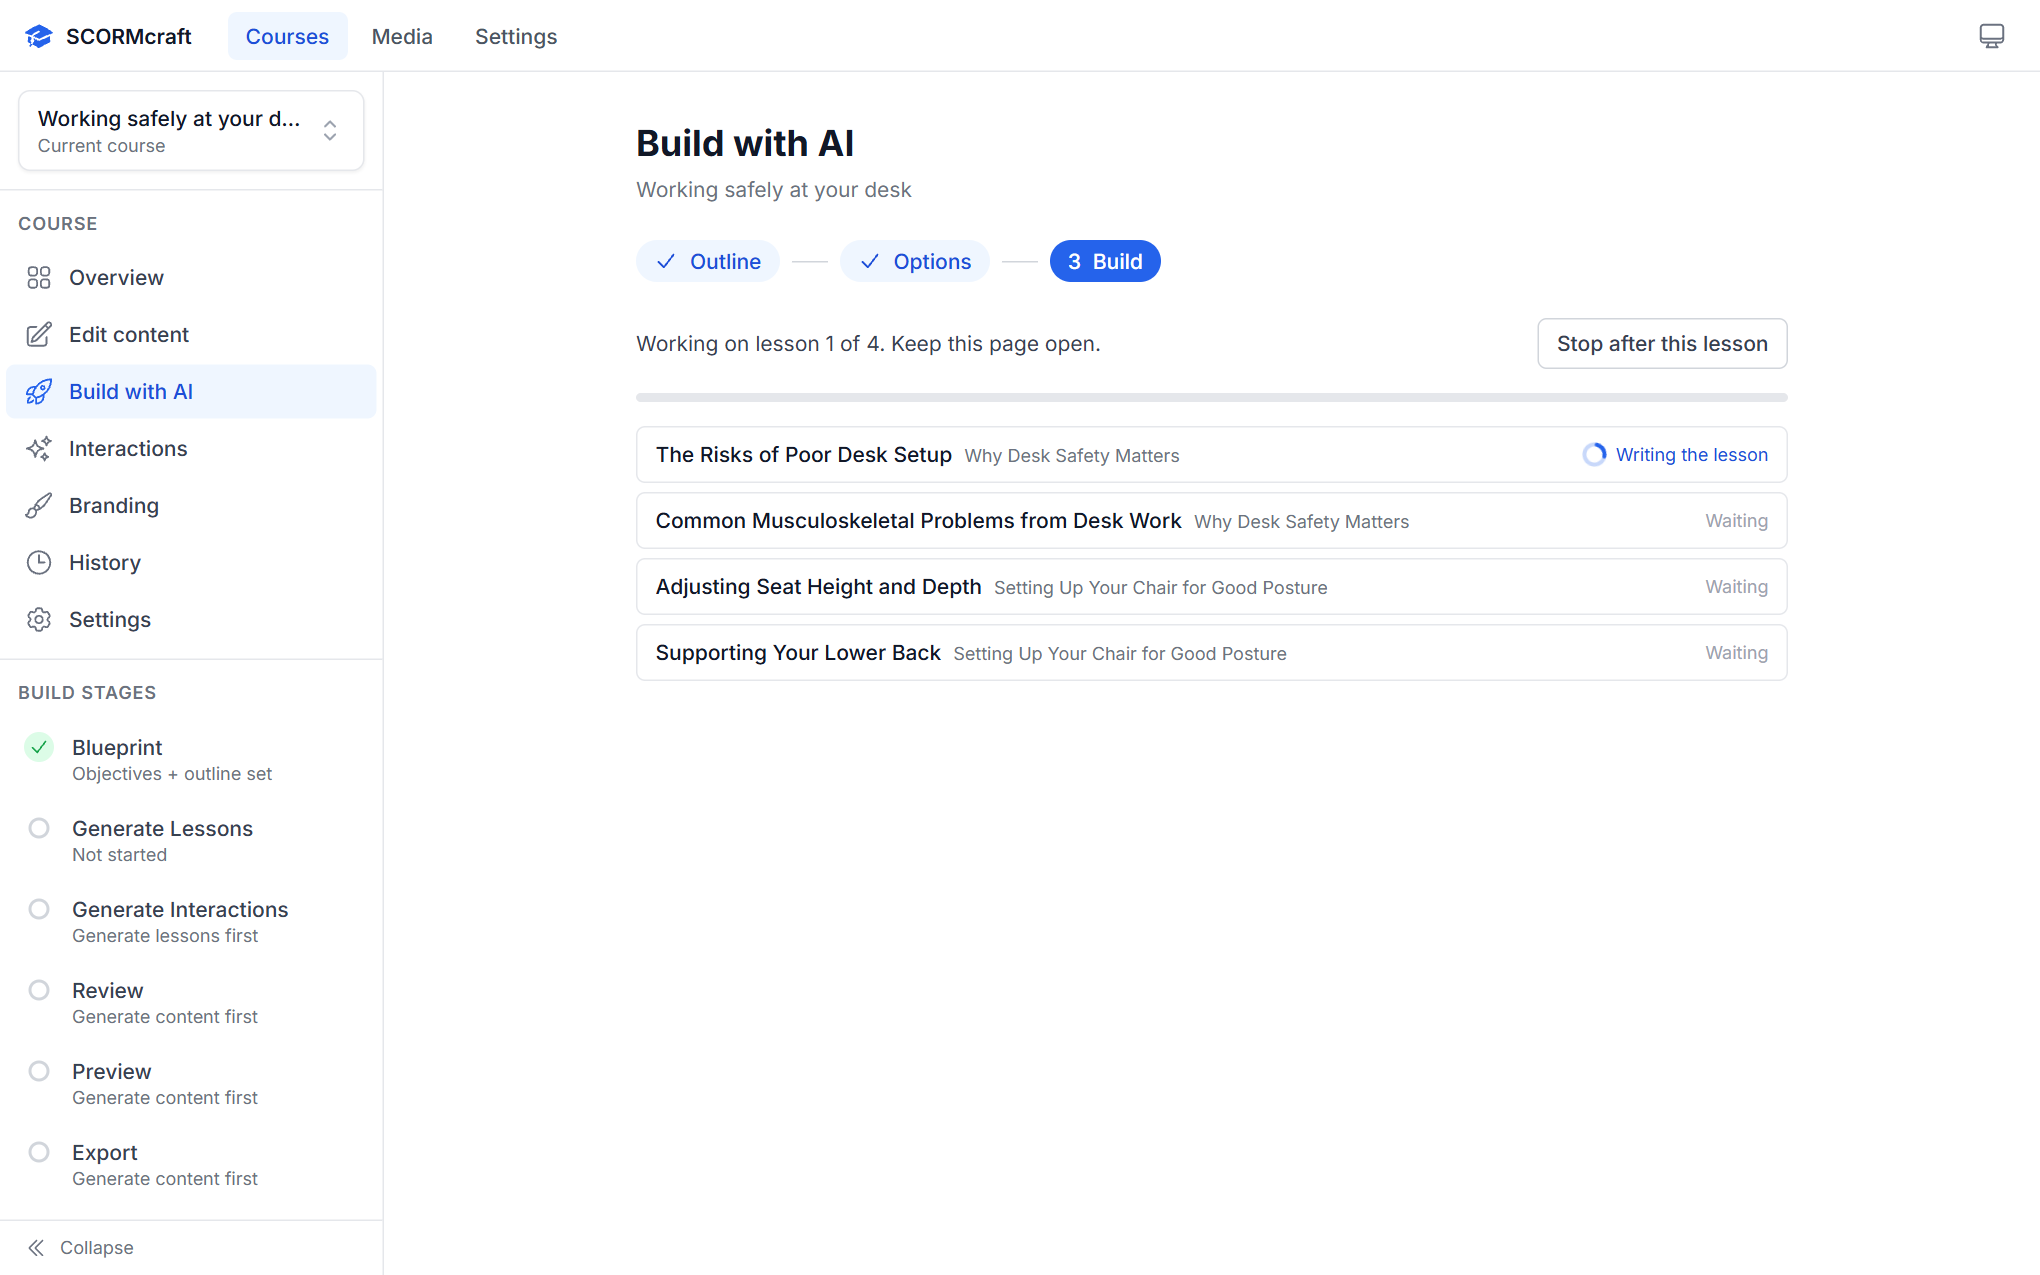 SCORMcraft
Courses
Media
Settings
Working safely at your d...
Current course
COURSE
Overview
Edit content
Build with AI
Interactions
Branding
History
Settings
BUILD STAGES
Blueprint
Objectives + outline set
Generate Lessons
Not started
Generate Interactions
Generate lessons first
Review
Generate content first
Preview
Generate content first
Export
Generate content first
Collapse
Build with AI
Working safely at your desk
Outline
Options
3 Build
Working on lesson 1 of 4. Keep this page open.
Stop after this lesson
The Risks of Poor Desk Setup Why Desk Safety Matters Writing the lesson
Common Musculoskeletal Problems from Desk Work Why Desk Safety Matters Waiting
Adjusting Seat Height and Depth Setting Up Your Chair for Good Posture Waiting
Supporting Your Lower Back Setting Up Your Chair for Good Posture Waiting